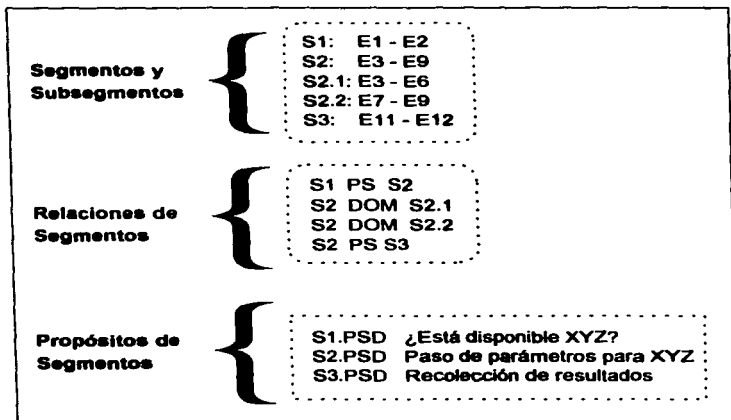 Segmentos y
Subsegmentos
S1: E1 - E2
S2: E3 - E9
S2.1: E3 - E6
S2.2: E7 - E9
S3: E11 - E12
Relaciones de
Segmentos
S1 PS S2
S2 DOM S2.1
S2 DOM S2.2
S2 PS S3
Propósitos de
Segmentos
S1.PSD ¿Está disponible XYZ?
S2.PSD Paso de parámetros para XYZ
S3.PSD Recolección de resultados